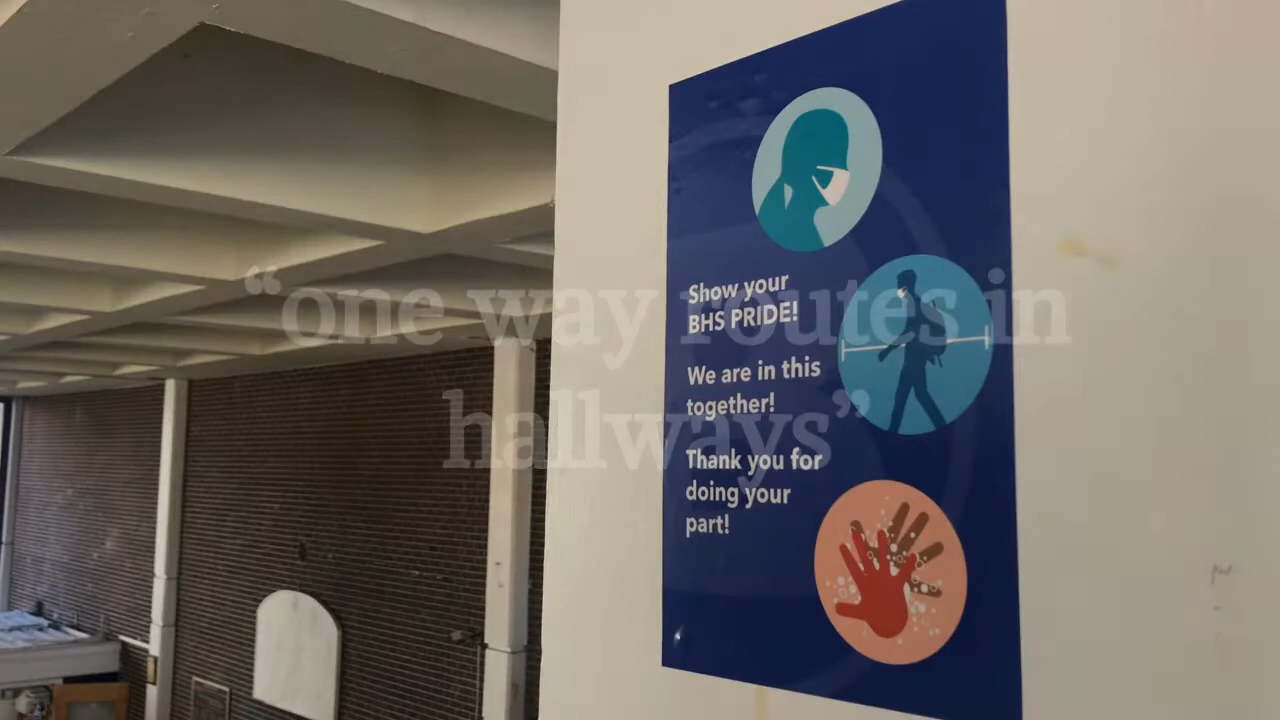 “one way routes in
hallways”
Show your
BHS PRIDE!
We are in this
together!
Thank you for
doing your
part!